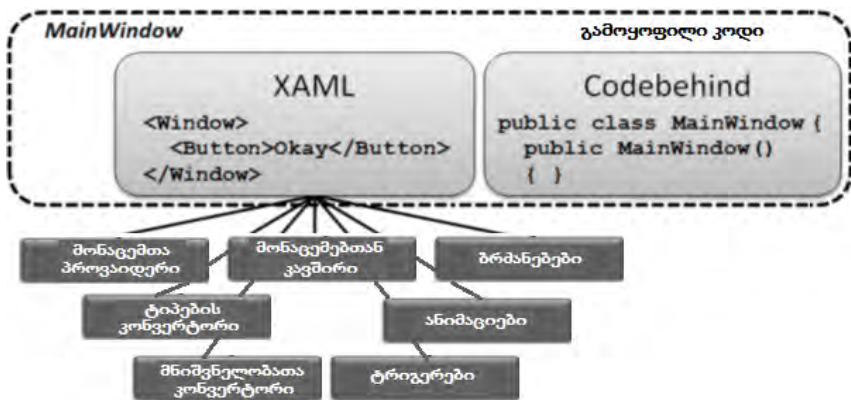 MainWindow
გამოყოფილი კოდი
XAML
<Window>
<Button>Okay</Button>
</Window>
Codebehind
public class MainWindow {
public MainWindow()
{ }
მონაცემთა
პროვაიდერი
მონაცემებთან
კავშირი
ბრძანებები
ტიპების
კონვერტორი
ანიმაციები
მნიშვნელობათა
კონვერტორი
ტრიგერები